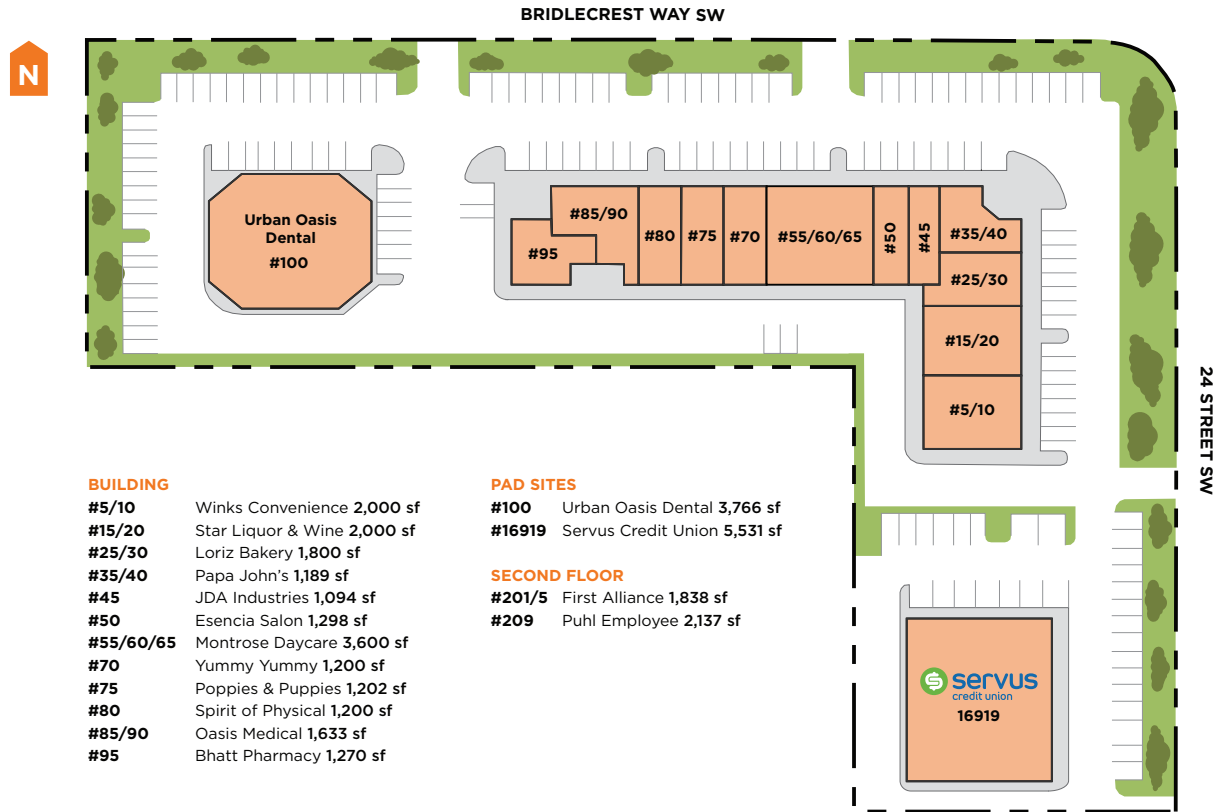 BRIDLECREST WAY SW
N
Urban Oasis
Dental
#100
#85/90
#95
#80
#75
#70
#55/60/65
#50
#45
#35/40
#25/30
#15/20
#5/10
24 STREET SW
BUILDING
#5/10 Winks Convenience 2,000 sf
#15/20 Star Liquor & Wine 2,000 sf
#25/30 Loriz Bakery 1,800 sf
#35/40 Papa John's 1,189 sf
#45 JDA Industries 1,094 sf
#50 Esencia Salon 1,298 sf
#55/60/65 Montrose Daycare 3,600 sf
#70 Yummy Yummy 1,200 sf
#75 Poppies & Puppies 1,202 sf
#80 Spirit of Physical 1,200 sf
#85/90 Oasis Medical 1,633 sf
#95 Bhatt Pharmacy 1,270 sf
PAD SITES
#100 Urban Oasis Dental 3,766 sf
#16919 Servus Credit Union 5,531 sf
SECOND FLOOR
#201/5 First Alliance 1,838 sf
#209 Puhl Employee 2,137 sf
servus
credit union
16919